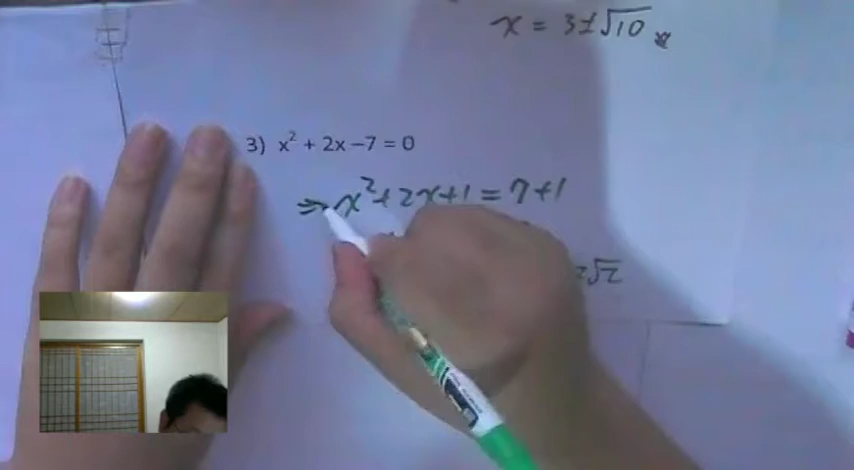 x = 3±√10
3) x² + 2x − 7 = 0
⇒ x² + 2x + 1 = 7 + 1
2√2